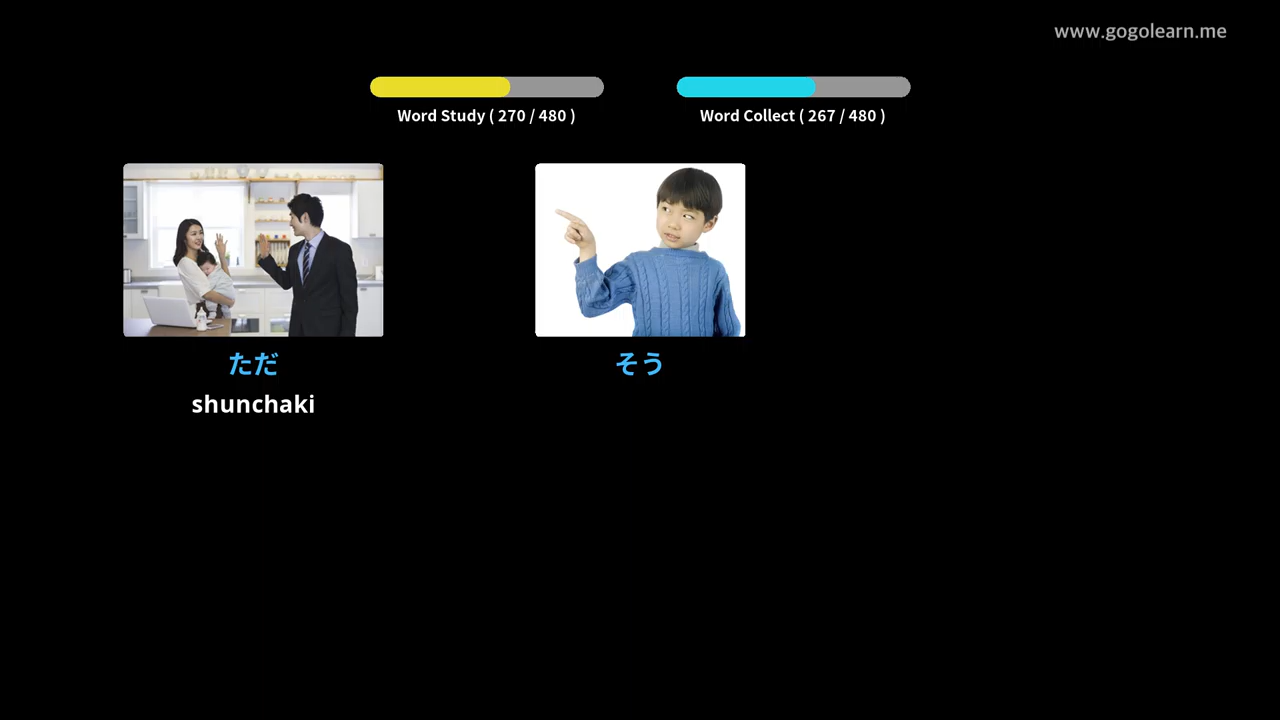 www.gogolearn.me
Word Study ( 270 / 480 )
Word Collect ( 267 / 480 )
ただ
そう
shunchaki